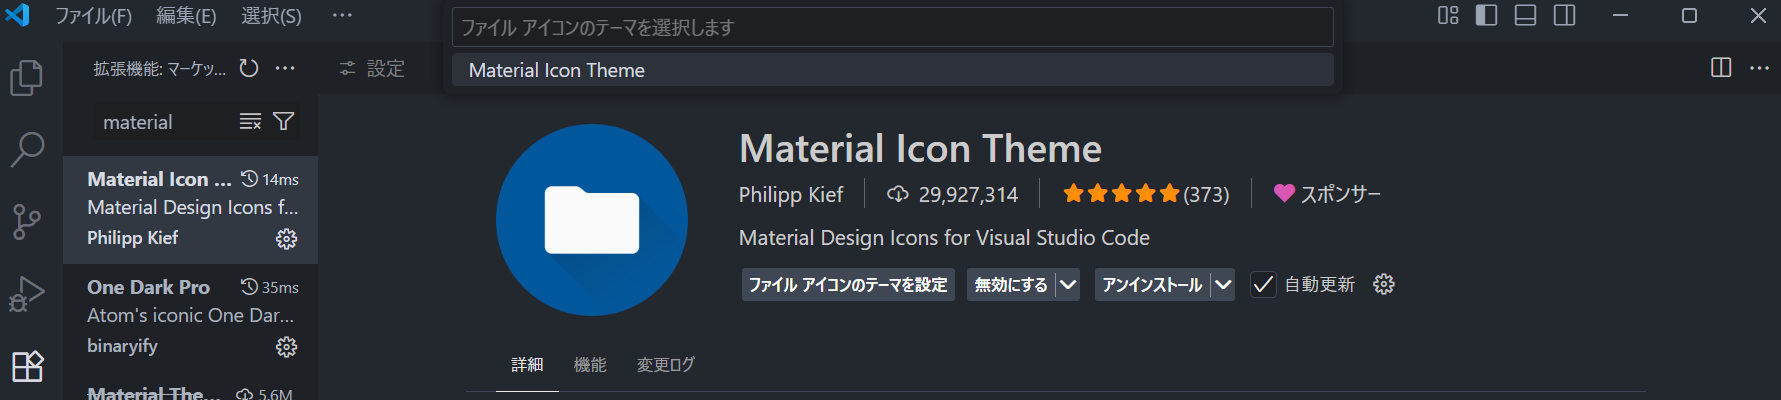 ファイル(F) 編集(E) 選択(S) ···
ファイル アイコンのテーマを選択します
Material Icon Theme
拡張機能: マーケッ...
設定
material
Material Icon ... 14ms
Material Design Icons f...
Philipp Kief
One Dark Pro 35ms
Atom's iconic One Dar...
binaryify
Material The... 5.6M
Material Icon Theme
Philipp Kief 29,927,314 (373) スポンサー
Material Design Icons for Visual Studio Code
ファイル アイコンのテーマを設定 無効にする アンインストール 自動更新
詳細 機能 変更ログ